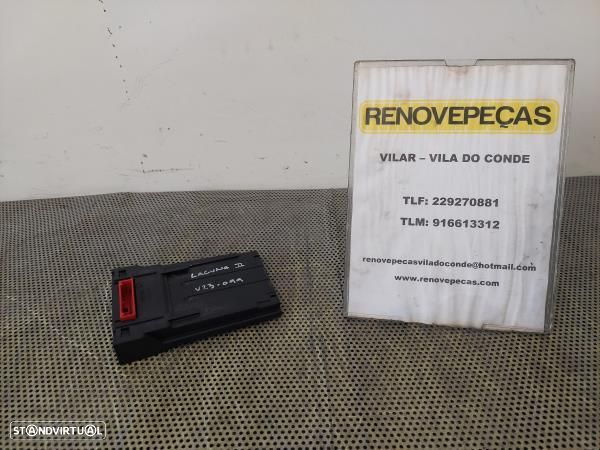 RENOVEPEÇAS
VILAR – VILA DO CONDE
TLF: 229270881
TLM: 916613312
renovepecasviladoconde@hotmail.com
www.renovepecas.com
LAGUNA II
V23-099
STANDVIRTUAL